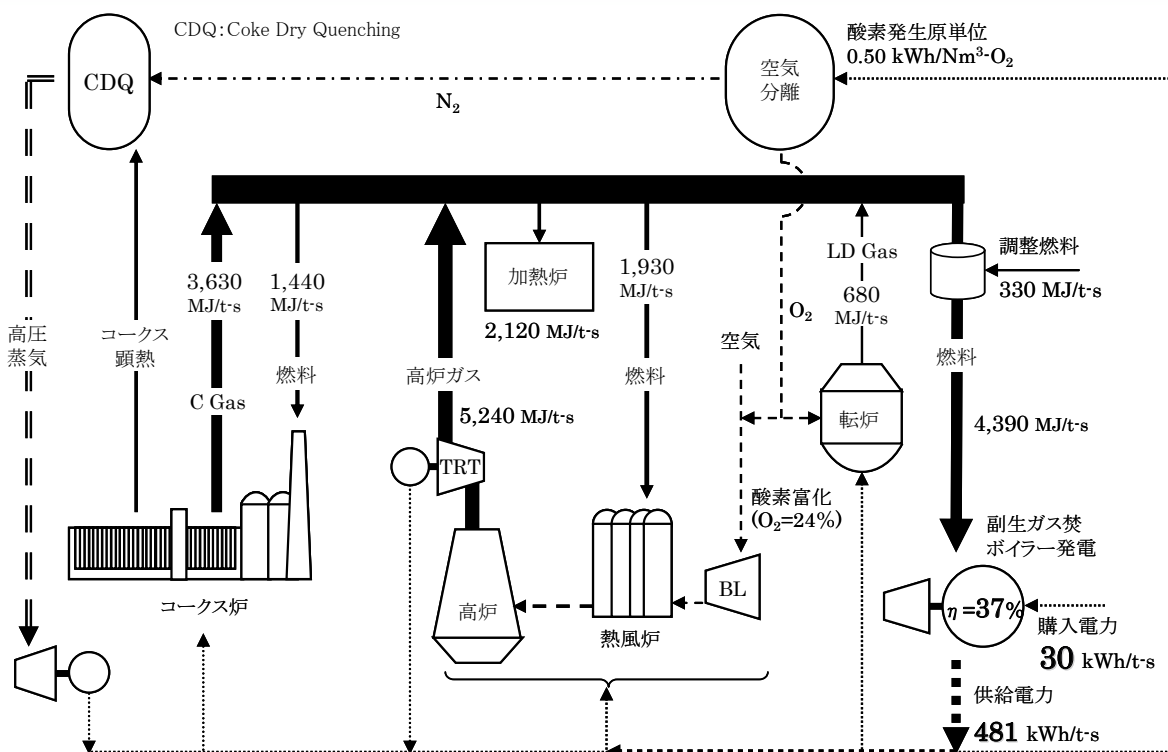 CDQ:Coke Dry Quenching
酸素発生原単位
0.50 kWh/Nm³-O₂
CDQ
空気
分離
N₂
3,630
MJ/t-s
1,440
MJ/t-s
加熱炉
2,120 MJ/t-s
1,930
MJ/t-s
LD Gas
680
MJ/t-s
O₂
調整燃料
330 MJ/t-s
高圧
蒸気
コークス
顕熱
C Gas
燃料
高炉ガス
5,240 MJ/t-s
燃料
空気
転炉
燃料
4,390 MJ/t-s
TRT
酸素富化
(O₂=24%)
副生ガス焚
ボイラー発電
コークス炉
高炉
熱風炉
BL
η=37%
購入電力
30 kWh/t-s
供給電力
481 kWh/t-s